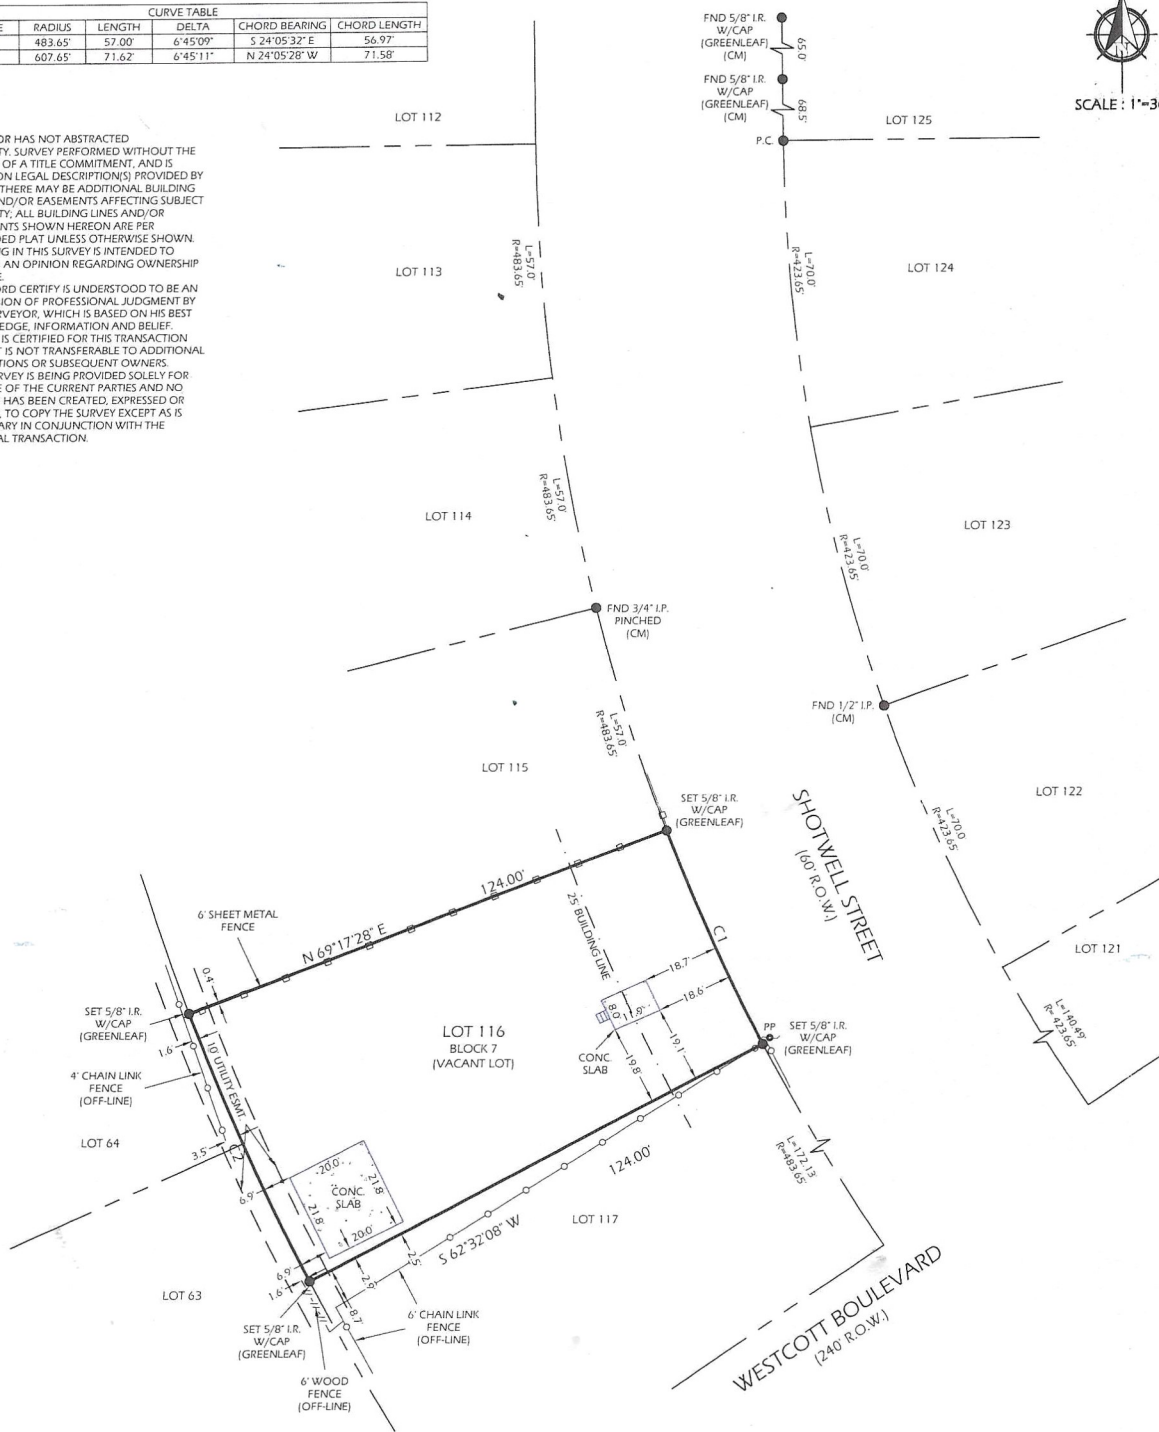 CURVE TABLE
E RADIUS LENGTH DELTA CHORD BEARING CHORD LENGTH
483.65' 57.00' 6°45'09" S 24°05'32" E 56.97'
607.65' 71.62' 6°45'11" N 24°05'28" W 71.58'
OR HAS NOT ABSTRACTED
TY. SURVEY PERFORMED WITHOUT THE
OF A TITLE COMMITMENT, AND IS
ON LEGAL DESCRIPTION(S) PROVIDED BY
THERE MAY BE ADDITIONAL BUILDING
ND/OR EASEMENTS AFFECTING SUBJECT
TY; ALL BUILDING LINES AND/OR
NTS SHOWN HEREON ARE PER
DED PLAT UNLESS OTHERWISE SHOWN.
G IN THIS SURVEY IS INTENDED TO
AN OPINION REGARDING OWNERSHIP
E.
RD CERTIFY IS UNDERSTOOD TO BE AN
ION OF PROFESSIONAL JUDGMENT BY
RVEYOR, WHICH IS BASED ON HIS BEST
EDGE, INFORMATION AND BELIEF.
IS CERTIFIED FOR THIS TRANSACTION
T IS NOT TRANSFERABLE TO ADDITIONAL
TIONS OR SUBSEQUENT OWNERS.
RVEY IS BEING PROVIDED SOLELY FOR
E OF THE CURRENT PARTIES AND NO
HAS BEEN CREATED, EXPRESSED OR
, TO COPY THE SURVEY EXCEPT AS IS
ARY IN CONJUNCTION WITH THE
AL TRANSACTION.
FND 5/8" I.R.
W/CAP
(GREENLEAF)
(CM)
65.0'
FND 5/8" I.R.
W/CAP
(GREENLEAF)
(CM)
68.5'
P.C.
SCALE : 1"=3
LOT 112
LOT 125
LOT 113
L=57.0'
R=483.65'
L=70.0'
R=423.65'
LOT 124
LOT 114
L=57.0'
R=483.65'
L=70.0'
R=423.65'
LOT 123
FND 3/4" I.P.
PINCHED
(CM)
FND 1/2" I.P.
(CM)
LOT 115
L=57.0'
R=483.65'
SET 5/8" I.R.
W/CAP
(GREENLEAF)
SHOTWELL STREET
(60' R.O.W.)
L=70.0
R=423.65'
LOT 122
LOT 121
L=140.49'
R= 423.65'
6' SHEET METAL
FENCE
124.00'
N 69°17'28" E
25' BUILDING LINE
C1
0.4'
SET 5/8" I.R.
W/CAP
(GREENLEAF)
1.6'
10' UTILITY ESMT.
4' CHAIN LINK
FENCE
(OFF-LINE)
LOT 64
3.5'
C2
6.9'
LOT 116
BLOCK 7
(VACANT LOT)
18.7'
18.6'
8.0'
11.9'
19.1'
19.8'
CONC.
SLAB
PP
SET 5/8" I.R.
W/CAP
(GREENLEAF)
20.0'
21.8'
CONC.
SLAB
21.8'
20.0'
124.00'
S 62°32'08" W
LOT 117
L=172.13'
R=483.65'
2.5'
2.9'
8.7'
6.9'
1.6'
LOT 63
SET 5/8" I.R.
W/CAP
(GREENLEAF)
6' CHAIN LINK
FENCE
(OFF-LINE)
6' WOOD
FENCE
(OFF-LINE)
WESTCOTT BOULEVARD
(240' R.O.W.)